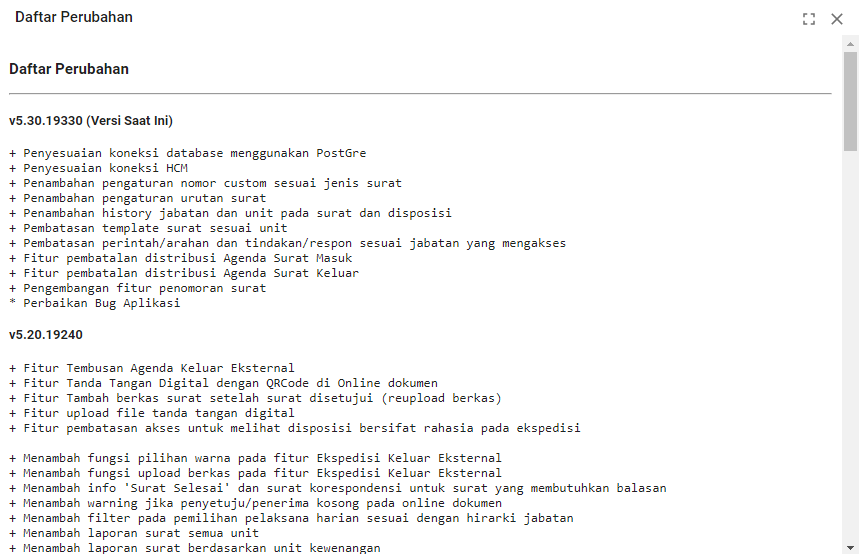 Daftar Perubahan
Daftar Perubahan
v5.30.19330 (Versi Saat Ini)
+ Penyesuaian koneksi database menggunakan PostGre
+ Penyesuaian koneksi HCM
+ Penambahan pengaturan nomor custom sesuai jenis surat
+ Penambahan pengaturan urutan surat
+ Penambahan history jabatan dan unit pada surat dan disposisi
+ Pembatasan template surat sesuai unit
+ Pembatasan perintah/arahan dan tindakan/respon sesuai jabatan yang mengakses
+ Fitur pembatalan distribusi Agenda Surat Masuk
+ Fitur pembatalan distribusi Agenda Surat Keluar
+ Pengembangan fitur penomoran surat
* Perbaikan Bug Aplikasi
v5.20.19240
+ Fitur Tembusan Agenda Keluar Eksternal
+ Fitur Tanda Tangan Digital dengan QRCode di Online dokumen
+ Fitur Tambah berkas surat setelah surat disetujui (reupload berkas)
+ Fitur upload file tanda tangan digital
+ Fitur pembatasan akses untuk melihat disposisi bersifat rahasia pada ekspedisi
+ Menambah fungsi pilihan warna pada fitur Ekspedisi Keluar Eksternal
+ Menambah fungsi upload berkas pada fitur Ekspedisi Keluar Eksternal
+ Menambah info 'Surat Selesai' dan surat korespondensi untuk surat yang membutuhkan balasan
+ Menambah warning jika penyetuju/penerima kosong pada online dokumen
+ Menambah filter pada pemilihan pelaksana harian sesuai dengan hirarki jabatan
+ Menambah laporan surat semua unit
+ Menambah laporan surat berdasarkan unit kewenangan